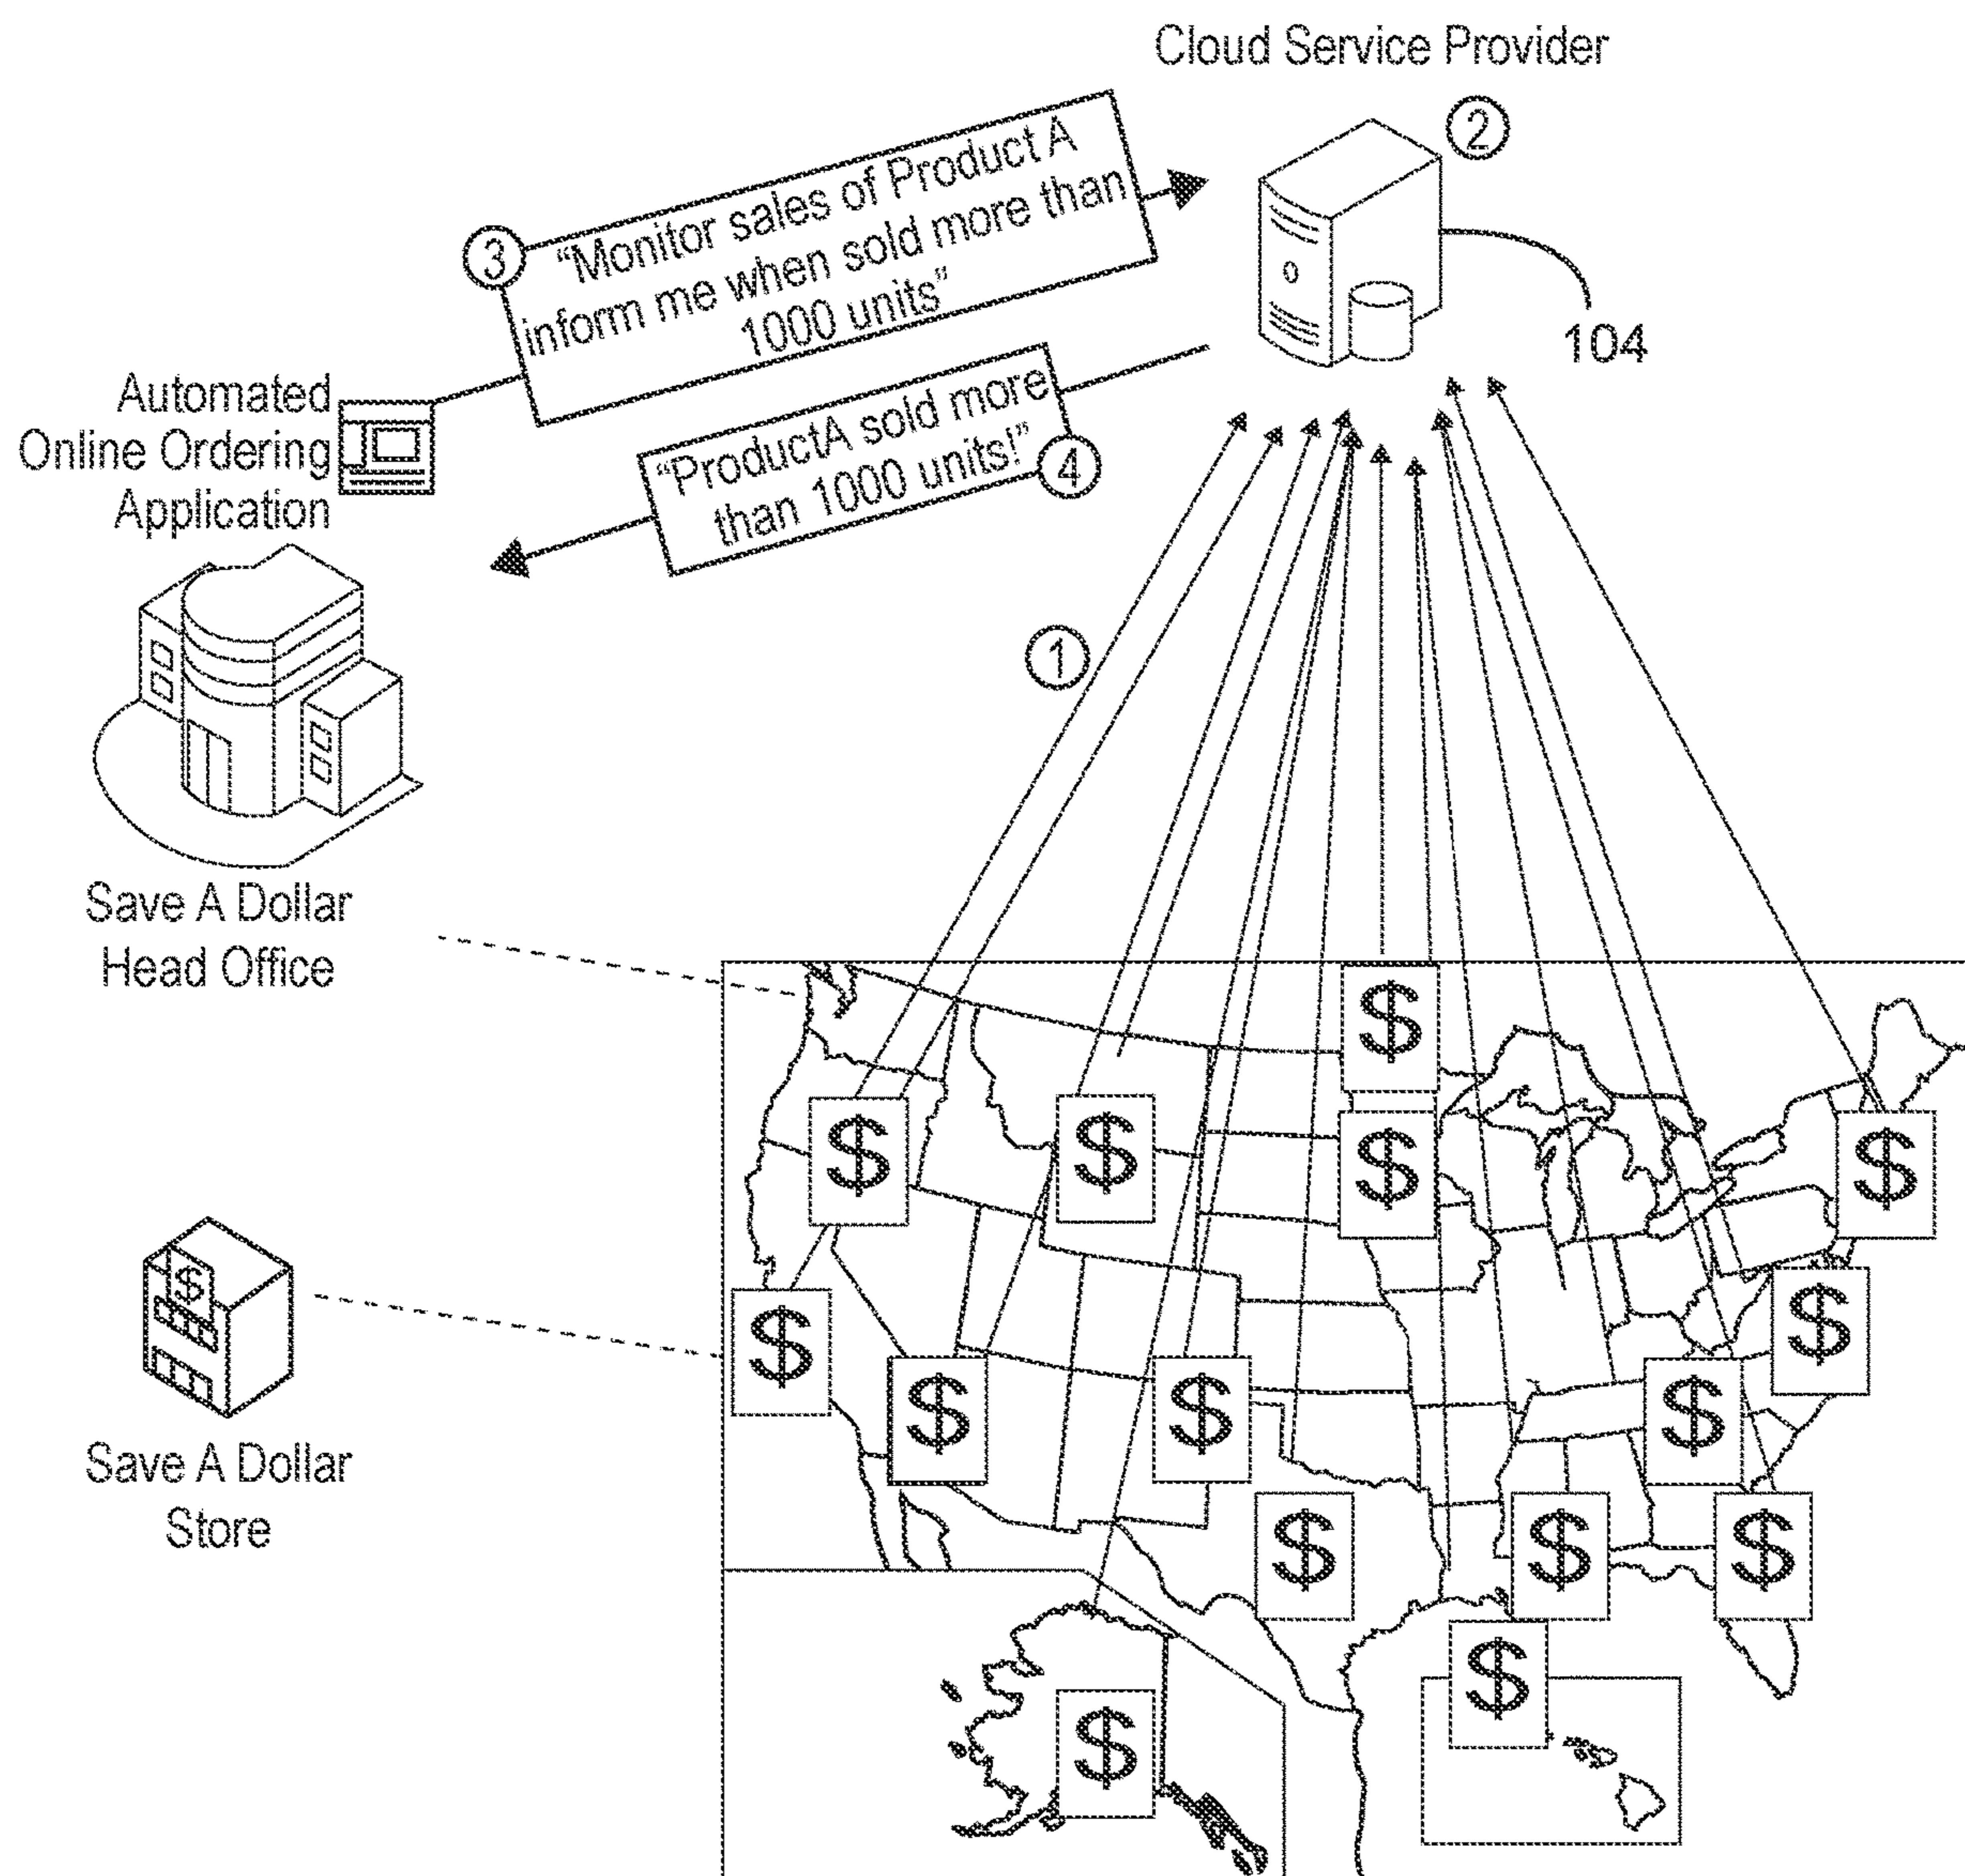 Cloud Service Provider
2
3
“Monitor sales of Product A
inform me when sold more than
1000 units”
104
Automated
Online Ordering
Application
“ProductA sold more
than 1000 units!”
4
1
Save A Dollar
Head Office
$
$
$
$
$
$
$
Save A Dollar
Store
$
$
$
$
$
$
$
$
$